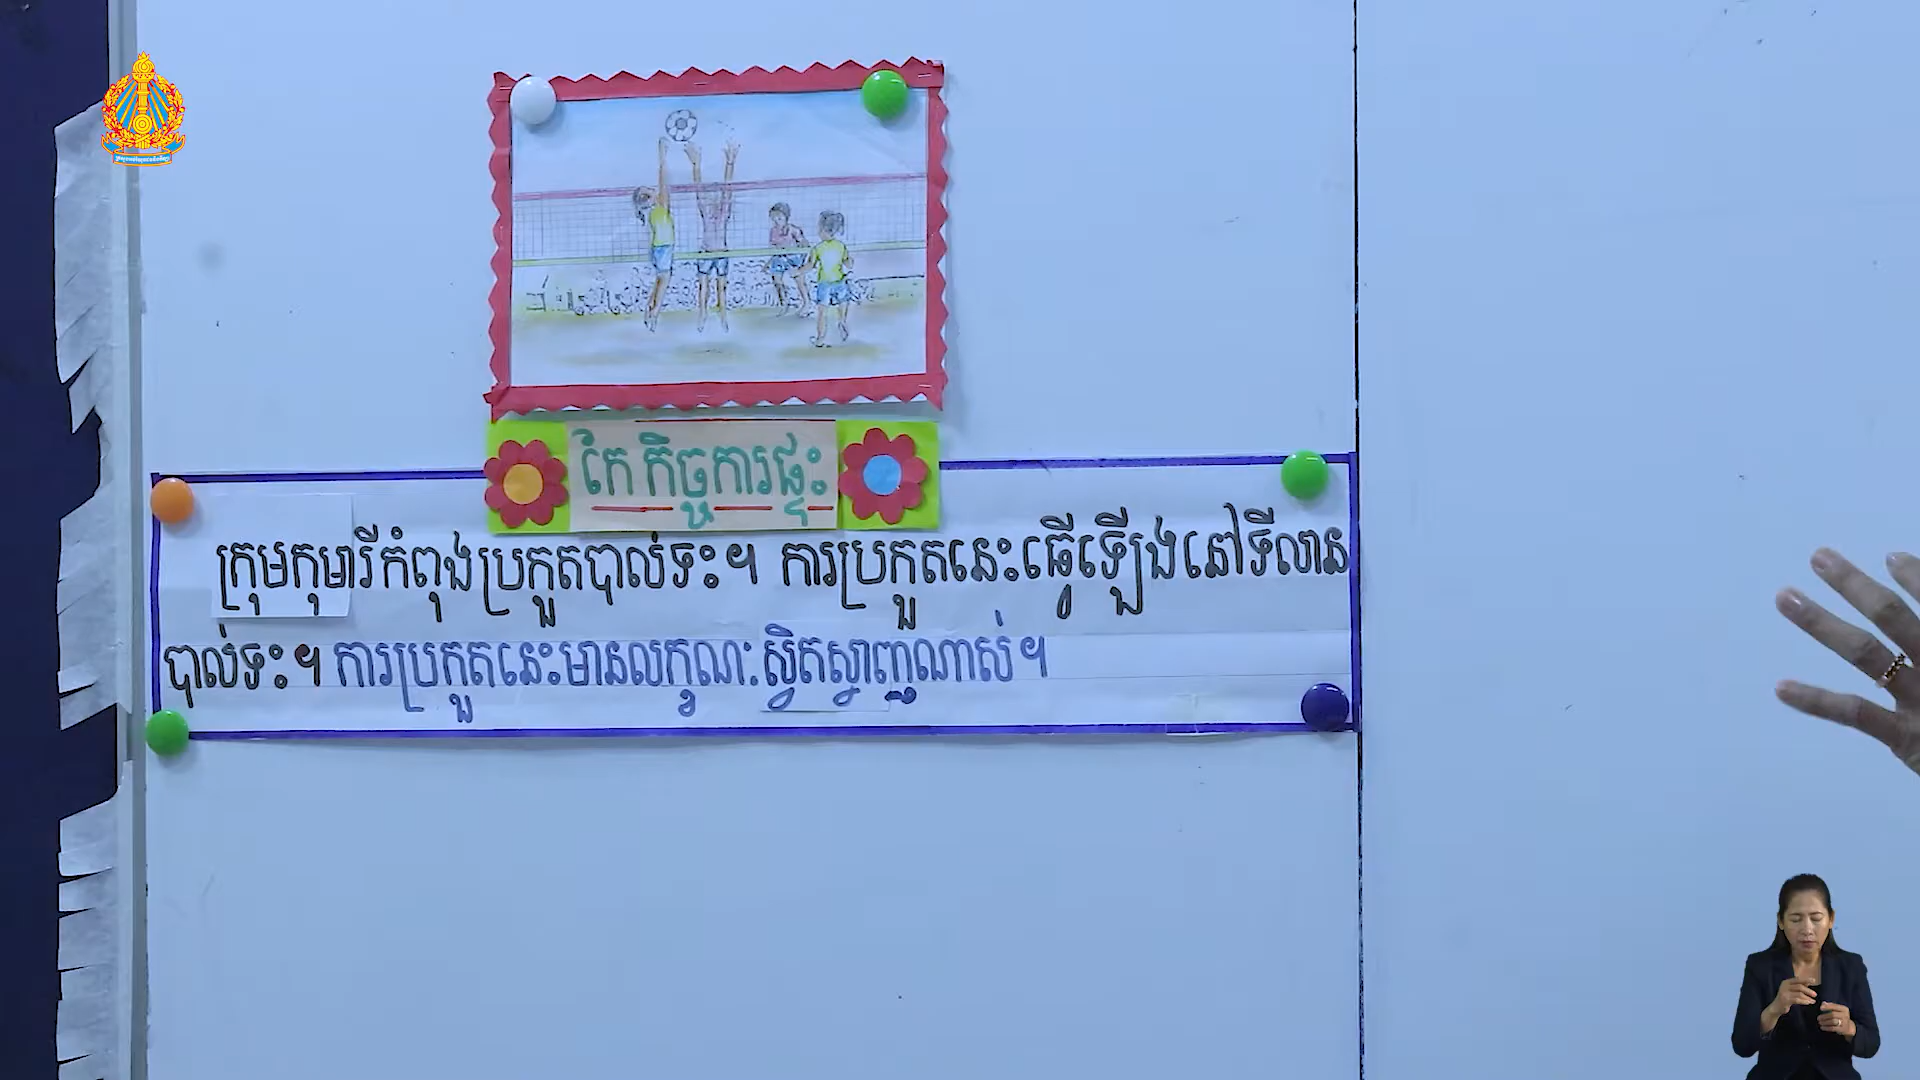 កែកិច្ចការផ្ទះ
ក្រុមកុមារីកំពុងប្រកួតបាល់ទះ។ ការប្រកួតនេះធ្វើឡើងនៅទីលាន
បាល់ទះ។ ការប្រកួតនេះមានលក្ខណៈស្វិតស្វាញណាស់។